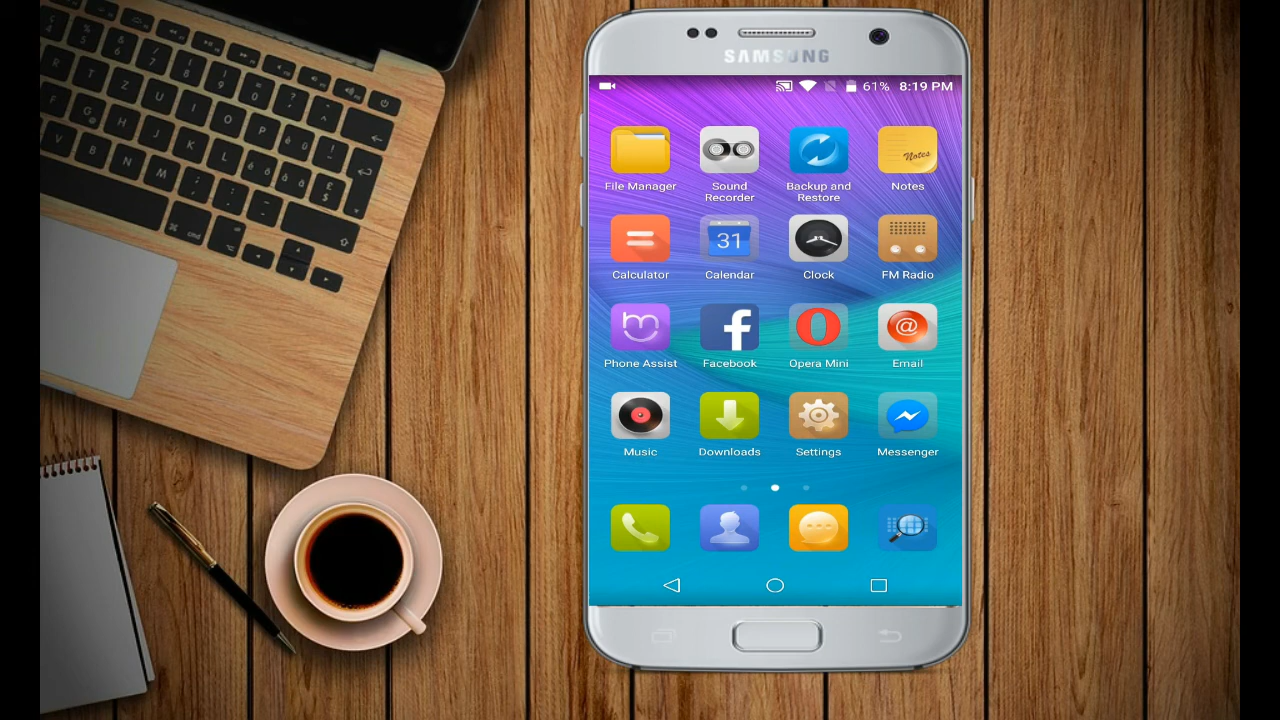 SAMSUNG
61% 8:19 PM
File Manager
Sound
Recorder
Backup and
Restore
Notes
Notes
Calculator
31
Calendar
Clock
FM Radio
Phone Assist
f
Facebook
Opera Mini
@
Email
Music
Downloads
Settings
Messenger
R T Z U I O P è ü !
F G H J K L é ö à £ $
V B N M ; : - cmd